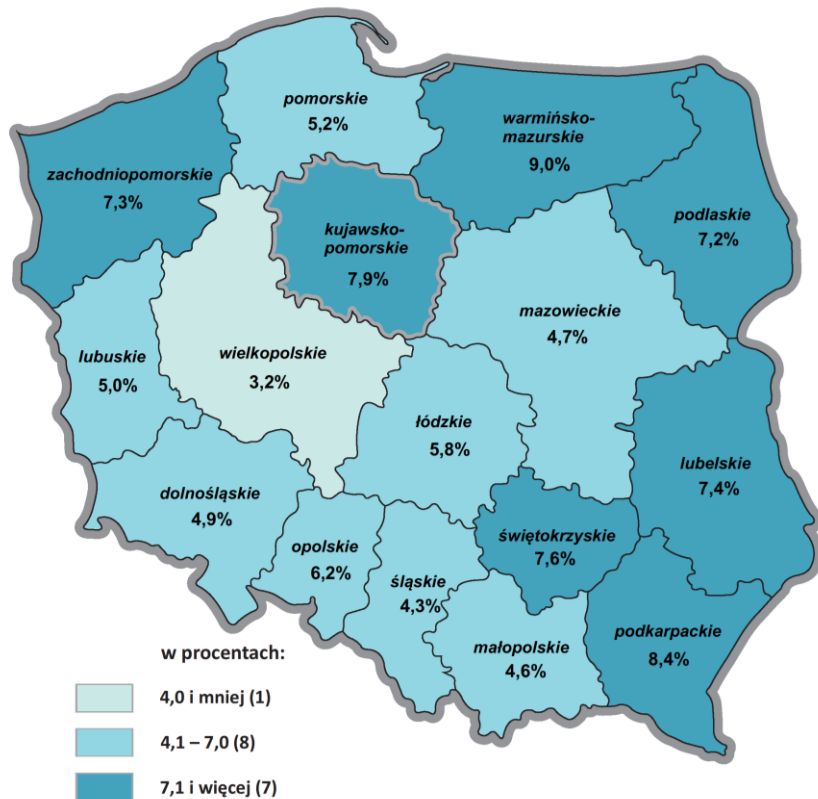 pomorskie
5,2%
warmińsko-
mazurskie
9,0%
zachodniopomorskie
7,3%
podlaskie
7,2%
kujawsko-
pomorskie
7,9%
mazowieckie
4,7%
lubuskie
5,0%
wielkopolskie
3,2%
łódzkie
5,8%
lubelskie
7,4%
dolnośląskie
4,9%
opolskie
6,2%
śląskie
4,3%
świętokrzyskie
7,6%
małopolskie
4,6%
podkarpackie
8,4%
w procentach:
4,0 i mniej (1)
4,1 – 7,0 (8)
7,1 i więcej (7)